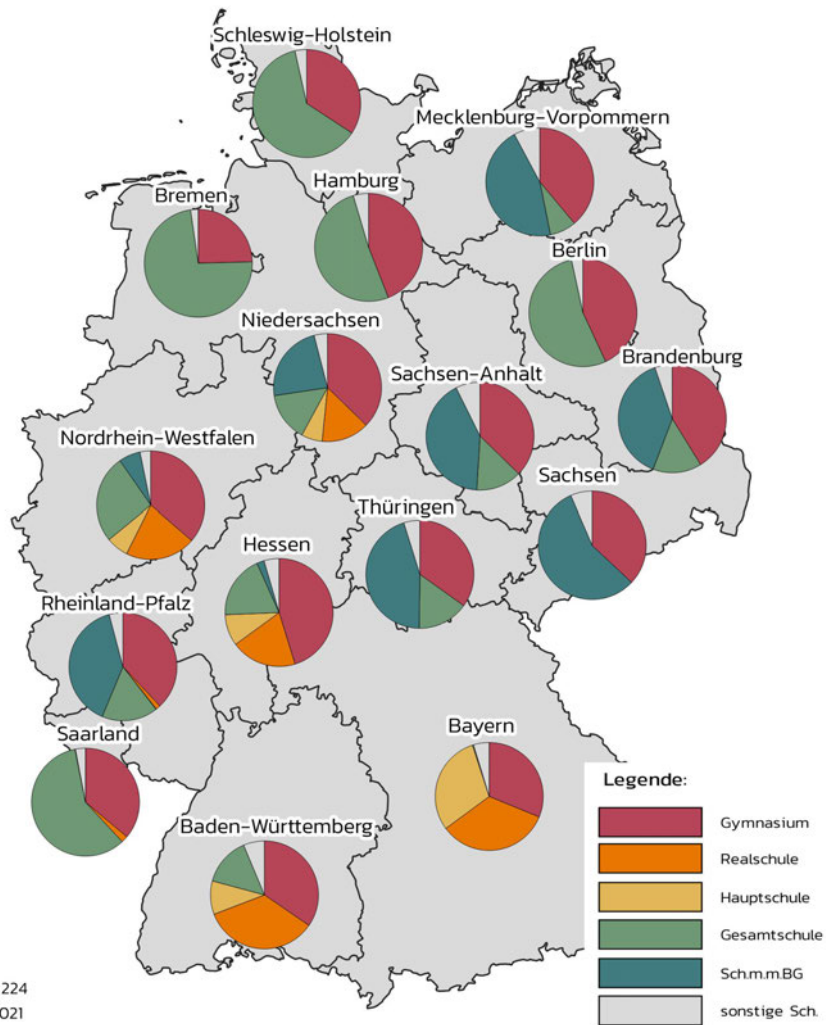 Schleswig-Holstein
Mecklenburg-Vorpommern
Bremen
Hamburg
Berlin
Niedersachsen
Sachsen-Anhalt
Brandenburg
Nordrhein-Westfalen
Sachsen
Thüringen
Hessen
Rheinland-Pfalz
Saarland
Bayern
Baden-Württemberg
Legende:
Gymnasium
Realschule
Hauptschule
Gesamtschule
Sch.m.m.BG
sonstige Sch.
224
021